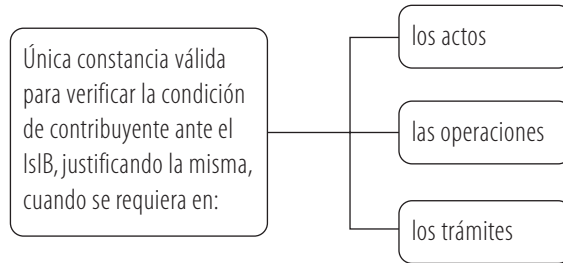 Única constancia válida
para verificar la condición
de contribuyente ante el
IsIB, justificando la misma,
cuando se requiera en:
los actos
las operaciones
los trámites